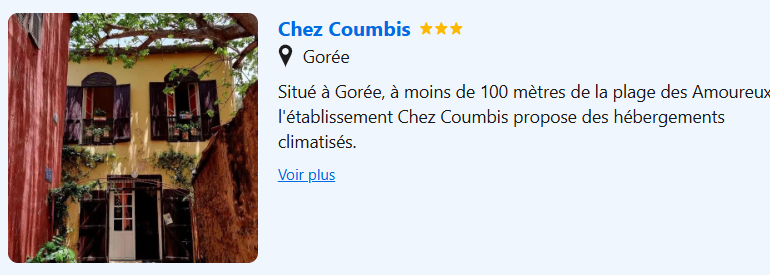 Chez Coumbis
Gorée
Situé à Gorée, à moins de 100 mètres de la plage des Amoureux
l'établissement Chez Coumbis propose des hébergements
climatisés.
Voir plus